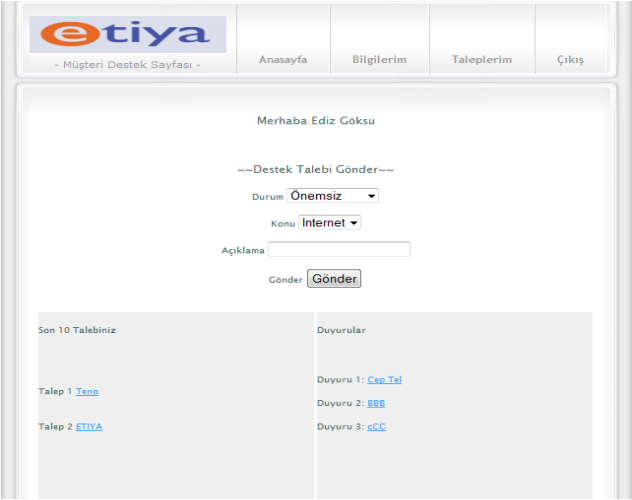 etiya
- Müşteri Destek Sayfası -
Anasayfa
Bilgilerim
Taleplerim
Çıkış
Merhaba Ediz Göksu
~~Destek Talebi Gönder~~
Durum Önemsiz
Konu Internet
Açıklama
Gönder Gönder
Son 10 Talebiniz
Talep 1 Teno
Talep 2 ETIYA
Duyurular
Duyuru 1: Cep Tel
Duyuru 2: BBB
Duyuru 3: cCC